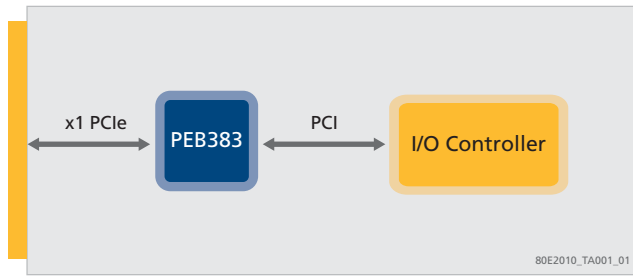 x1 PCIe
PEB383
PCI
I/O Controller
80E2010_TA001_01